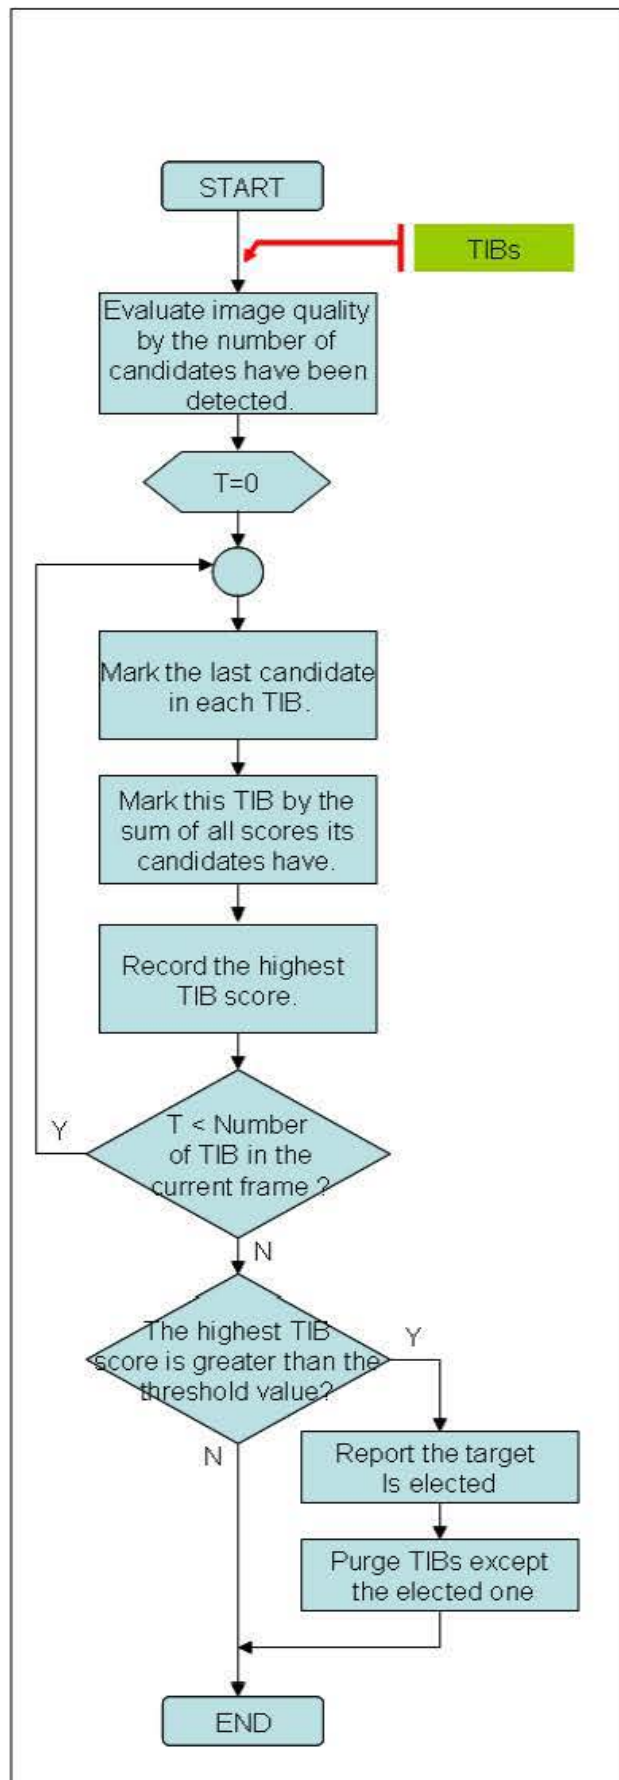 START
TIBs
Evaluate image quality
by the number of
candidates have been
detected.
T=0
Mark the last candidate
in each TIB.
Mark this TIB by the
sum of all scores its
candidates have.
Record the highest
TIB score.
T < Number
of TIB in the
current frame ?
Y
N
The highest TIB
score is greater than the
threshold value?
Y
N
Report the target
Is elected
Purge TIBs except
the elected one
END